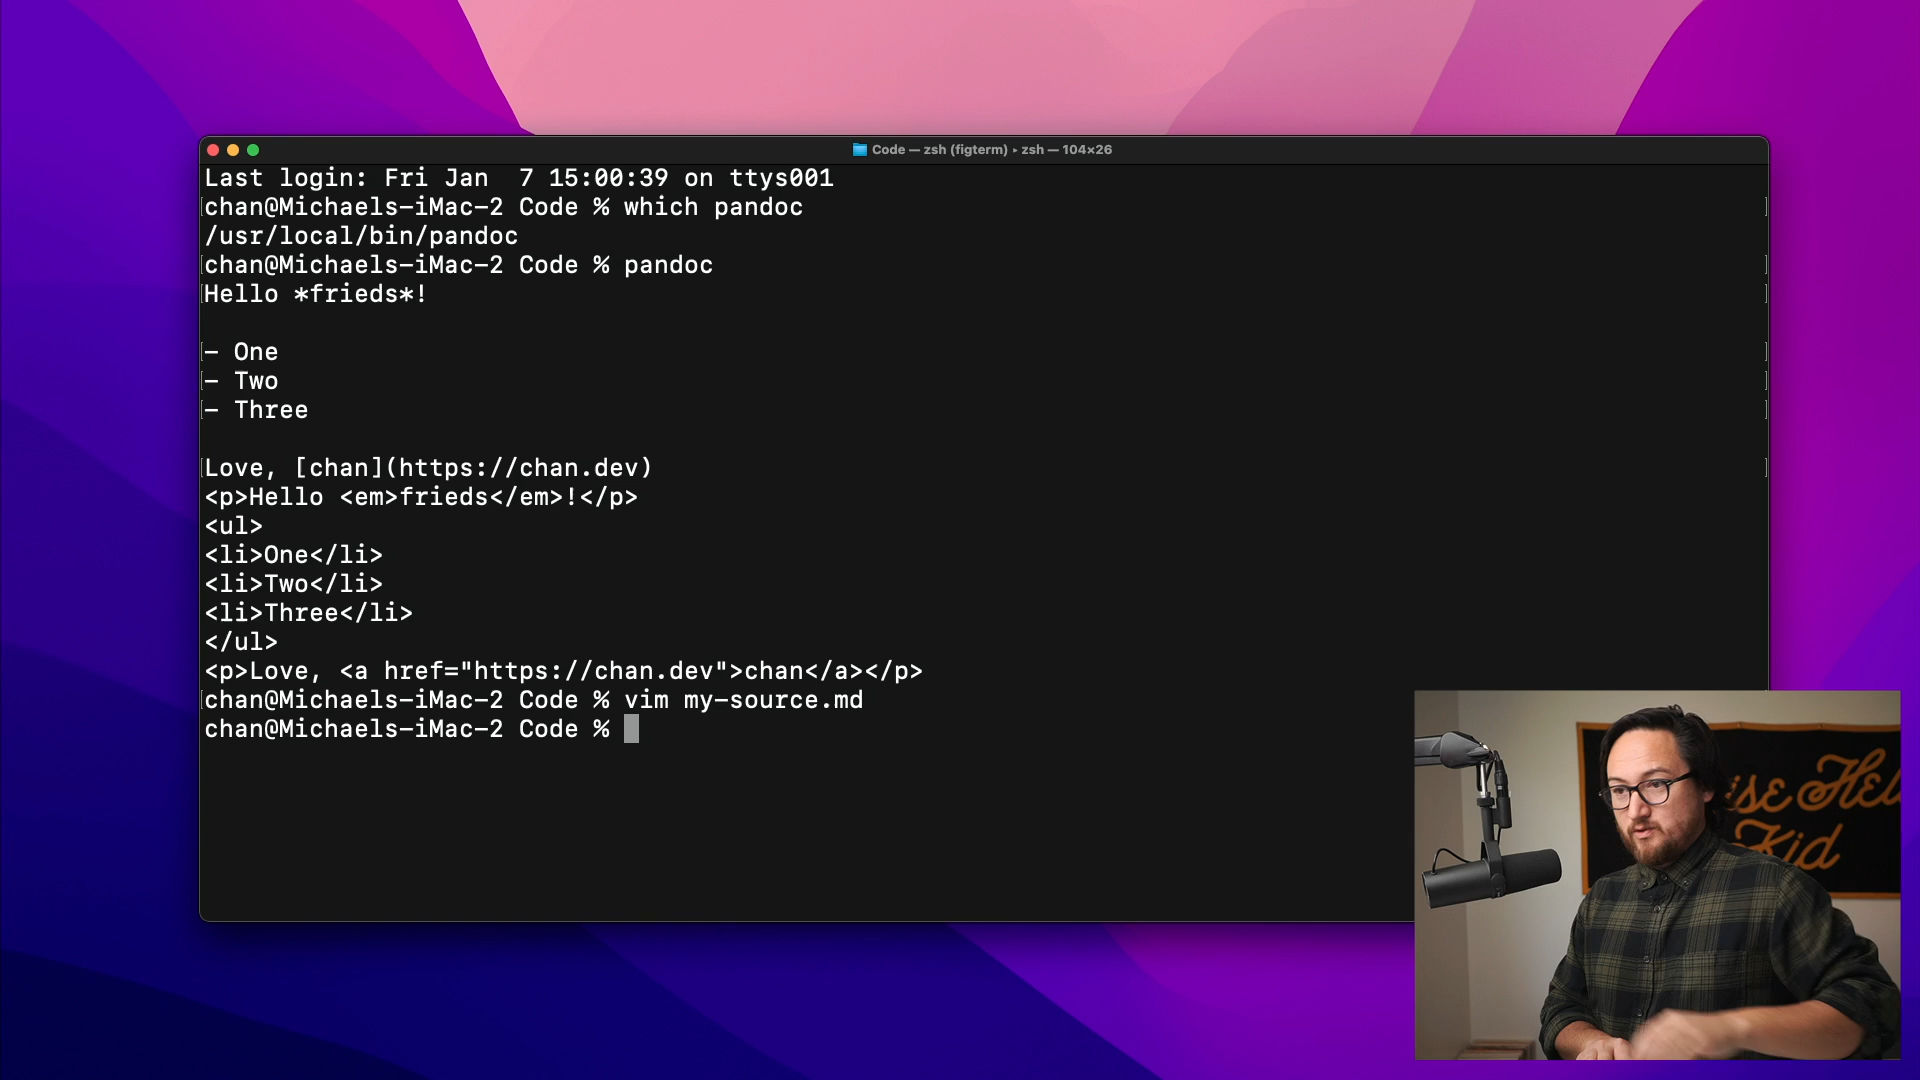 Code — zsh (figterm) ▸ zsh — 104×26
Last login: Fri Jan  7 15:00:39 on ttys001
chan@Michaels-iMac-2 Code % which pandoc
/usr/local/bin/pandoc
chan@Michaels-iMac-2 Code % pandoc
Hello *frieds*!
- One
- Two
- Three
Love, [chan](https://chan.dev)
<p>Hello <em>frieds</em>!</p>
<ul>
<li>One</li>
<li>Two</li>
<li>Three</li>
</ul>
<p>Love, <a href="https://chan.dev">chan</a></p>
chan@Michaels-iMac-2 Code % vim my-source.md
chan@Michaels-iMac-2 Code %
Kid